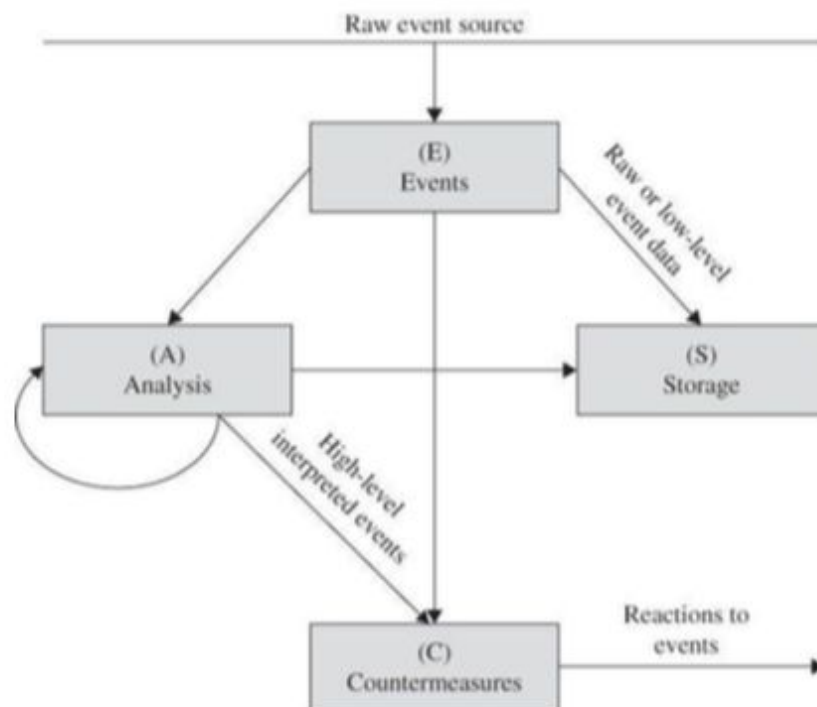 Raw event source
(E)
Events
Raw or low-level
event data
(A)
Analysis
(S)
Storage
High-level
interpreted events
(C)
Countermeasures
Reactions to
events